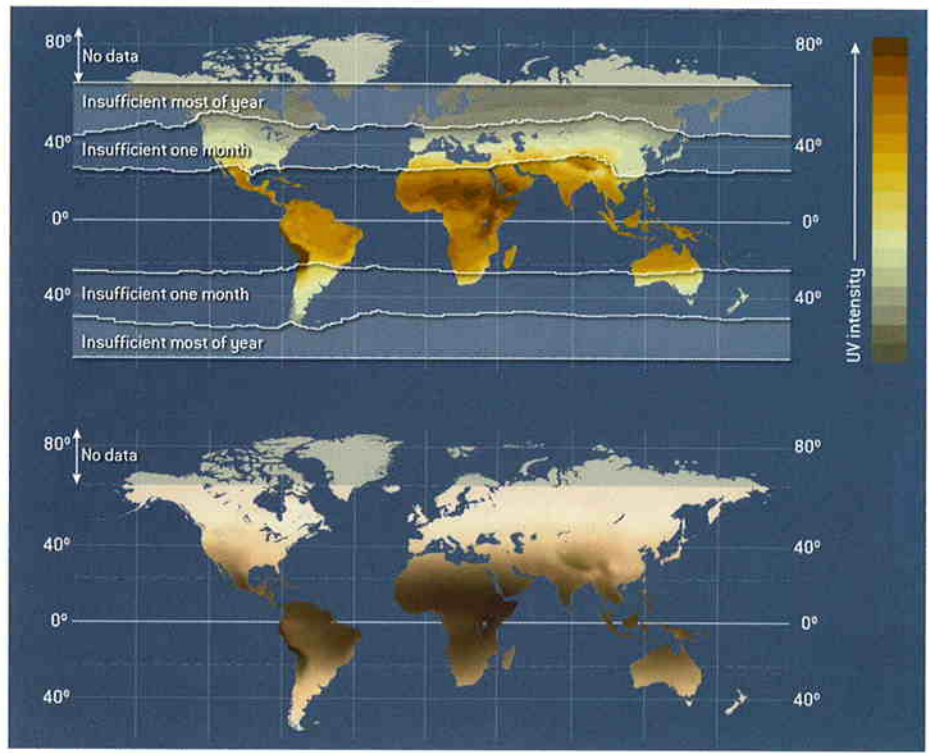 80°
No data
80°
Insufficient most of year
40°
Insufficient one month
40°
0°
0°
Insufficient one month
40°
40°
Insufficient most of year
UV intensity
80°
No data
80°
40°
40°
0°
0°
40°
40°